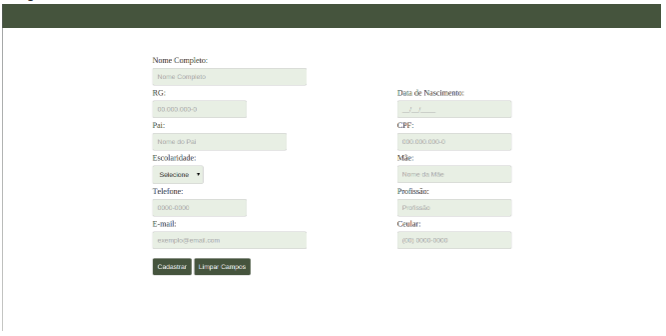 Nome Completo:
Nome Completo
RG:
00.000.000-0
Pai:
Nome do Pai
Escolaridade:
Selecione
Telefone:
0000-0000
E-mail:
exemplo@email.com
Data de Nascimento:
__/__/____
CPF:
000.000.000-0
Mãe:
Nome da Mãe
Profissão:
Profissão
Ceular:
(00) 0000-0000
Cadastrar Limpar Campos